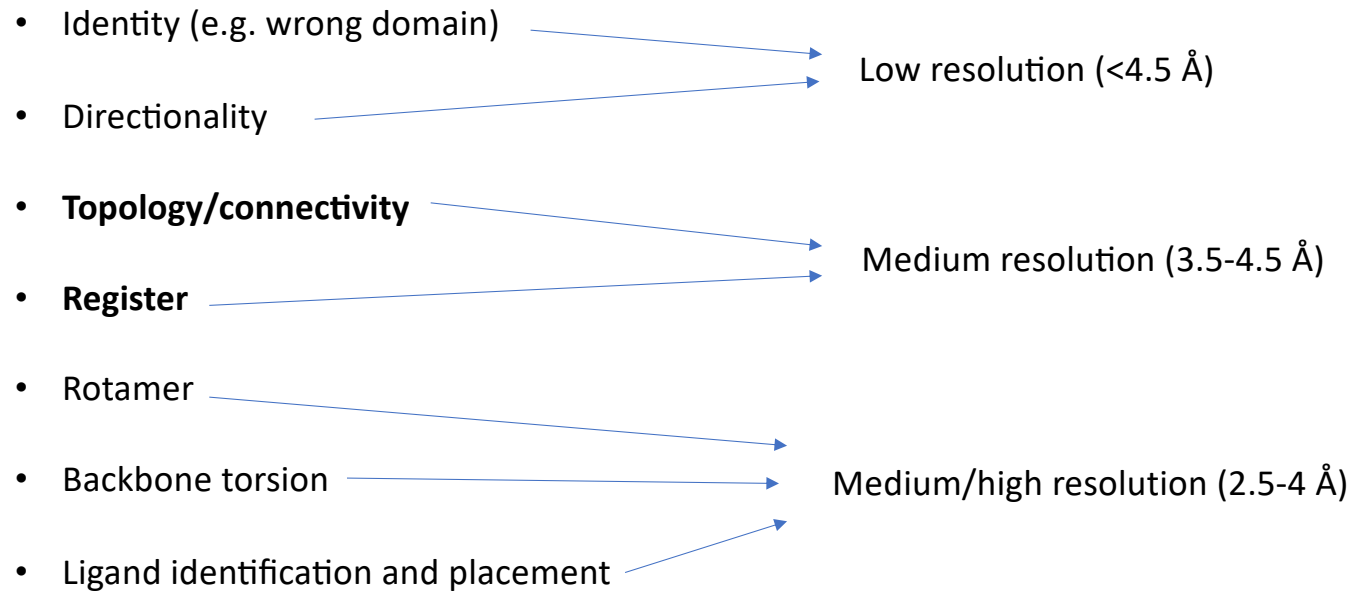 • Identity (e.g. wrong domain)
Low resolution (<4.5 Å)
• Directionality
• Topology/connectivity
Medium resolution (3.5-4.5 Å)
• Register
• Rotamer
• Backbone torsion
Medium/high resolution (2.5-4 Å)
• Ligand identification and placement